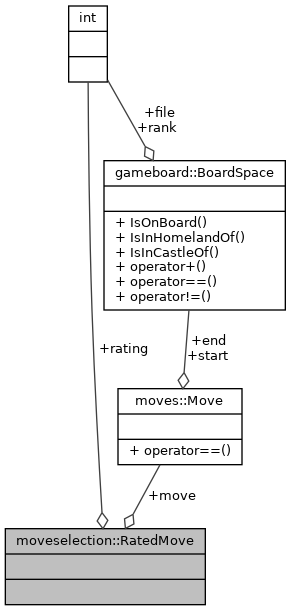 int
+file
+rank
gameboard::BoardSpace
+ IsOnBoard()
+ IsInHomelandOf()
+ IsInCastleOf()
+ operator+()
+ operator==()
+ operator!=()
+rating
+end
+start
moves::Move
+ operator==()
+move
moveselection::RatedMove